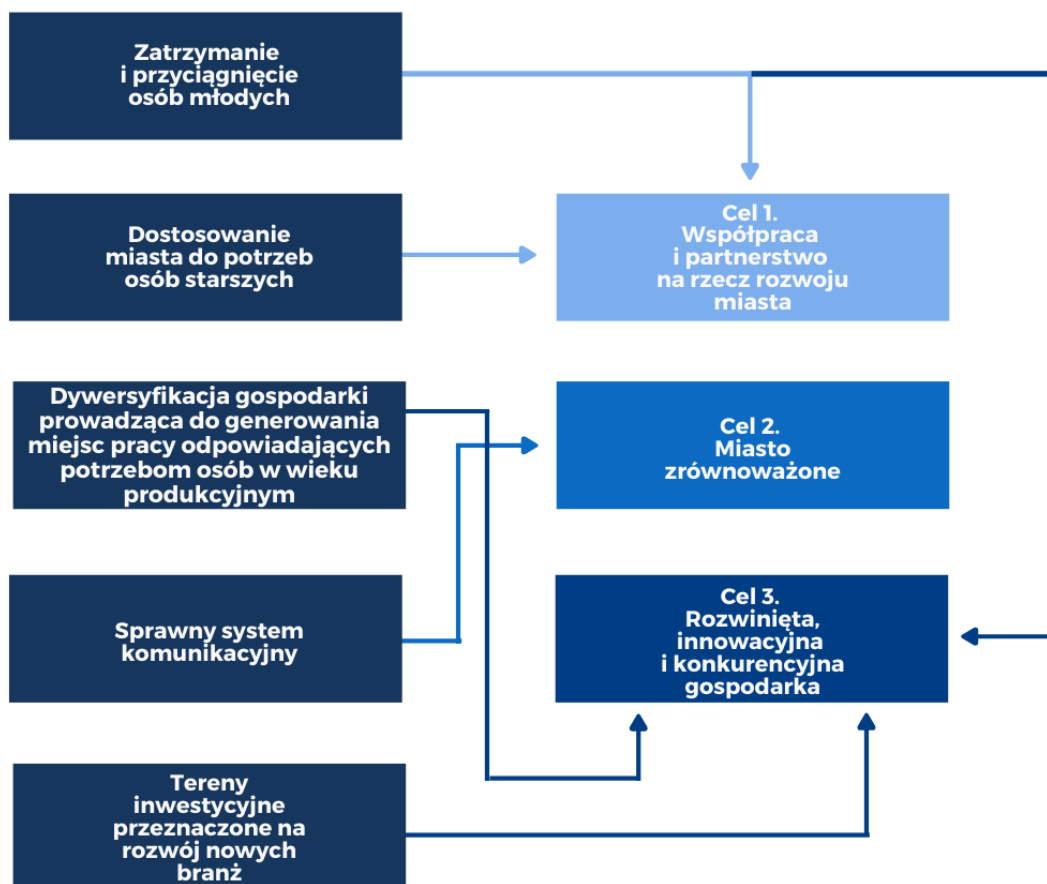 Zatrzymanie
i przyciągnięcie
osób młodych
Dostosowanie
miasta do potrzeb
osób starszych
Cel 1.
Współpraca
i partnerstwo
na rzecz rozwoju
miasta
Dywersyfikacja gospodarki
prowadząca do generowania
miejsc pracy odpowiadających
potrzebom osób w wieku
produkcyjnym
Cel 2.
Miasto
zrównoważone
Sprawny system
komunikacyjny
Cel 3.
Rozwinięta,
innowacyjna
i konkurencyjna
gospodarka
Tereny
inwestycyjne
przeznaczone na
rozwój nowych
branż